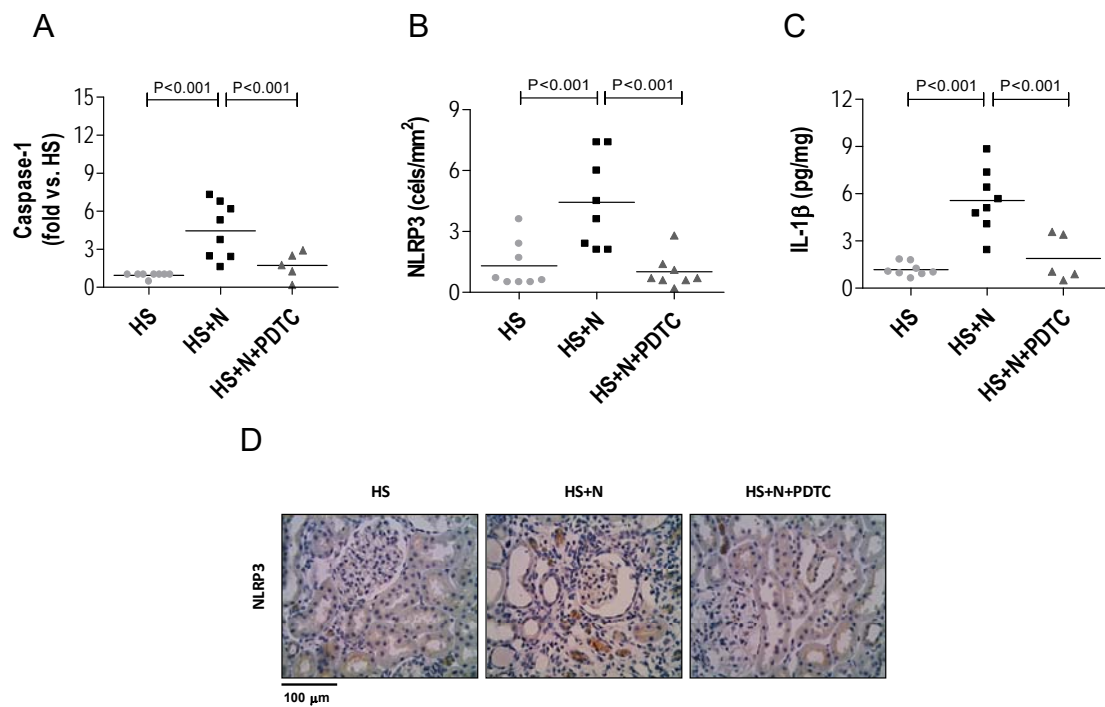 A
P<0.001
P<0.001
Caspase-1
(fold vs. HS)
15
12
9
6
3
0
HS
HS+N
HS+N+PDTC
B
P<0.001
P<0.001
NLRP3 (céls/mm²)
9
6
3
0
HS
HS+N
HS+N+PDTC
C
P<0.001
P<0.001
IL-1β (pg/mg)
12
9
6
3
0
HS
HS+N
HS+N+PDTC
D
HS
HS+N
HS+N+PDTC
NLRP3
100 µm